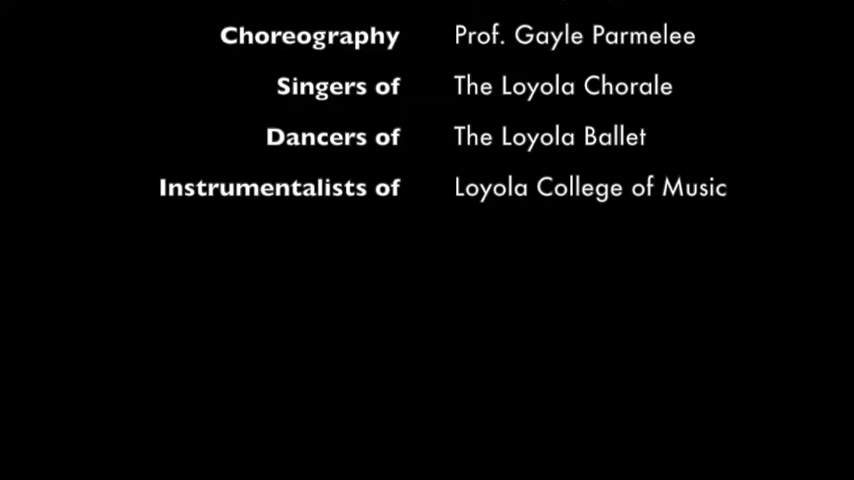 Choreography Prof. Gayle Parmelee
Singers of The Loyola Chorale
Dancers of The Loyola Ballet
Instrumentalists of Loyola College of Music